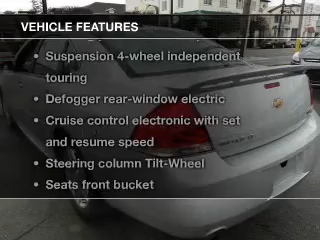 VEHICLE FEATURES
• Suspension 4-wheel independent
touring
• Defogger rear-window electric
• Cruise control electronic with set
and resume speed
• Steering column Tilt-Wheel
• Seats front bucket